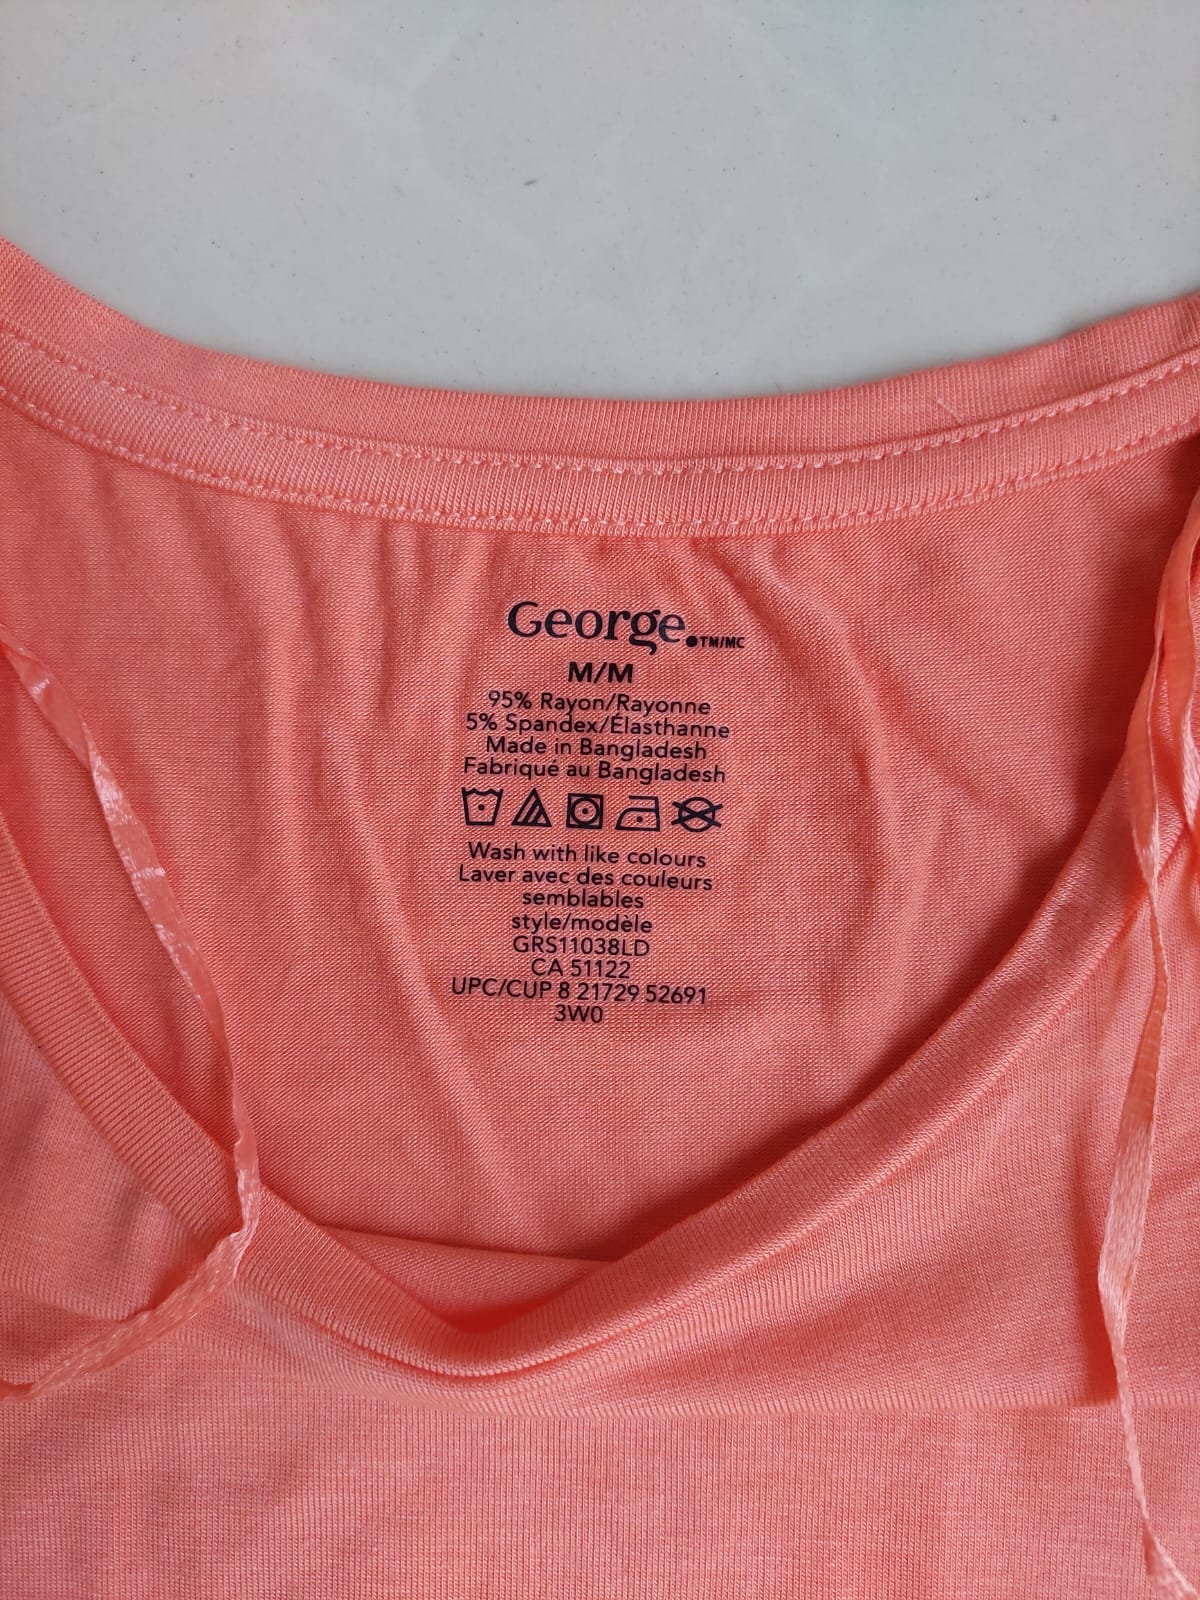 George.TM/MC
M/M
95% Rayon/Rayonne
5% Spandex/Élasthanne
Made in Bangladesh
Fabriqué au Bangladesh
Wash with like colours
Laver avec des couleurs
semblables
style/modèle
GRS11038LD
CA 51122
UPC/CUP 8 21729 52691
3W0